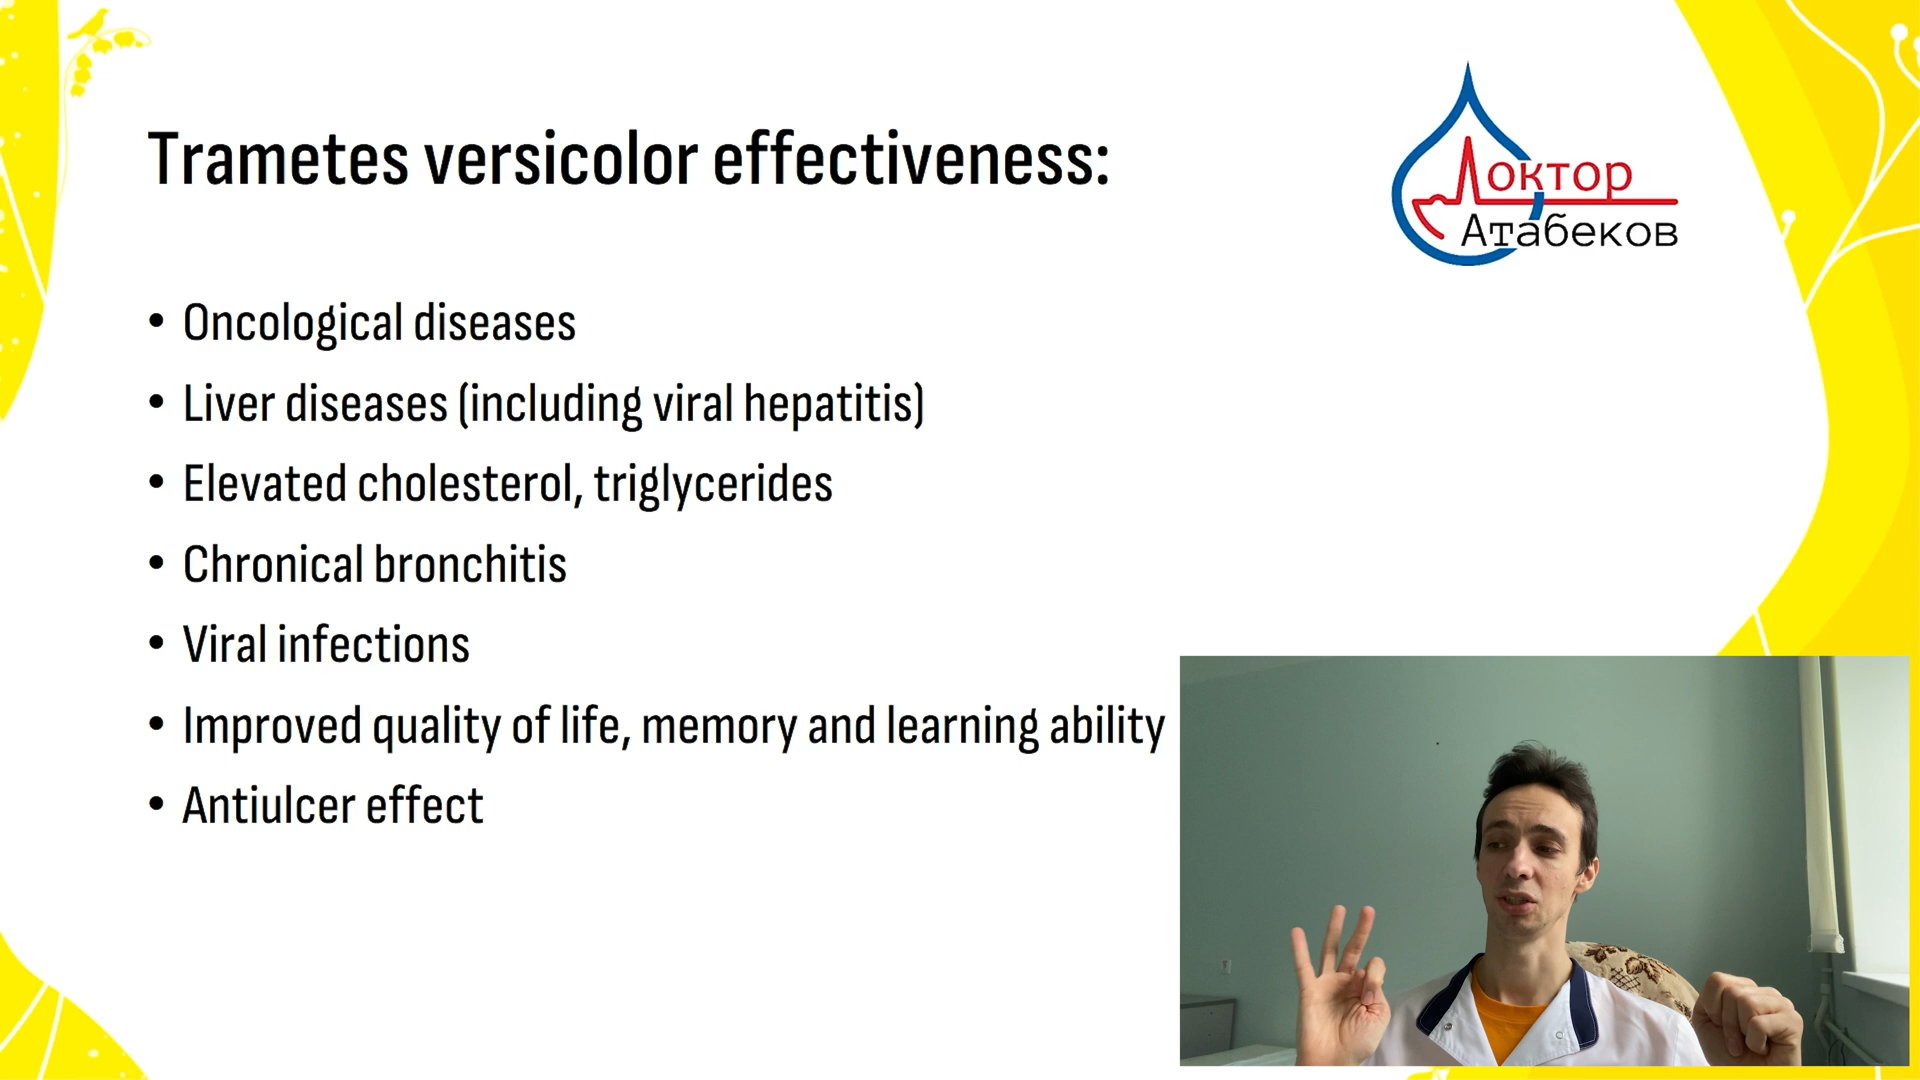 Trametes versicolor effectiveness:
Доктор
Атабеков
• Oncological diseases
• Liver diseases (including viral hepatitis)
• Elevated cholesterol, triglycerides
• Chronical bronchitis
• Viral infections
• Improved quality of life, memory and learning ability
• Antiulcer effect